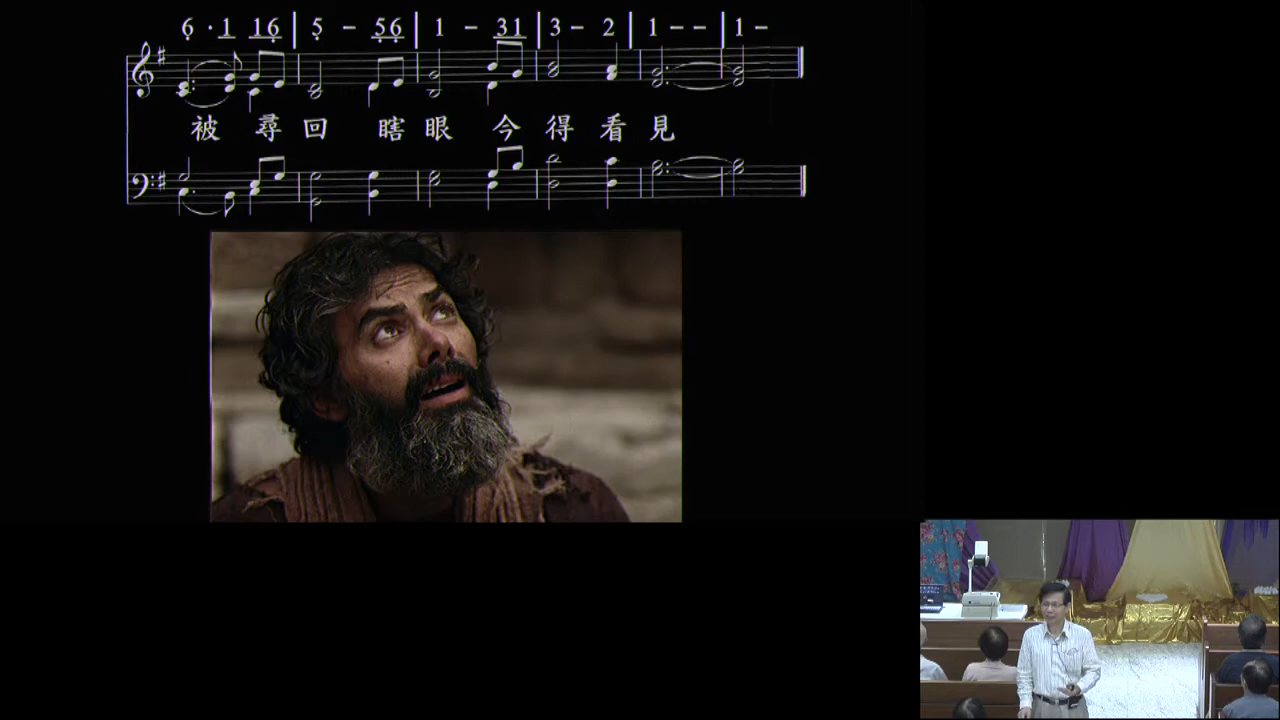 6 · 1 16 | 5 – 56 | 1 – 31 | 3 – 2 | 1 – – | 1 –
被 尋 回 瞎 眼 今 得 看 見